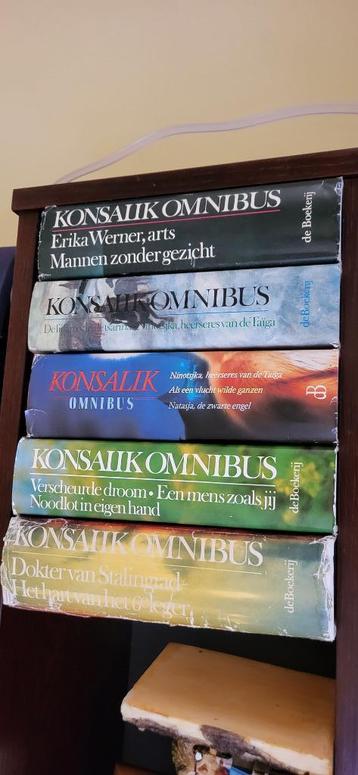 KONSALIK OMNIBUS
Erika Werner, arts
Mannen zonder gezicht
de Boekerij
KONSALIK OMNIBUS
Ninotsjka, heerseres van de Taïga
de Boekerij
KONSALIK
OMNIBUS
Ninotsjka, heerseres van de Taïga
Als een vlucht wilde ganzen
Natasja, de zwarte engel
KONSALIK OMNIBUS
Verscheurde droom • Een mens zoals jij
Noodlot in eigen hand
de Boekerij
KONSALIK OMNIBUS
Dokter van Stalingrad
Het hart van het 6e leger
de Boekerij